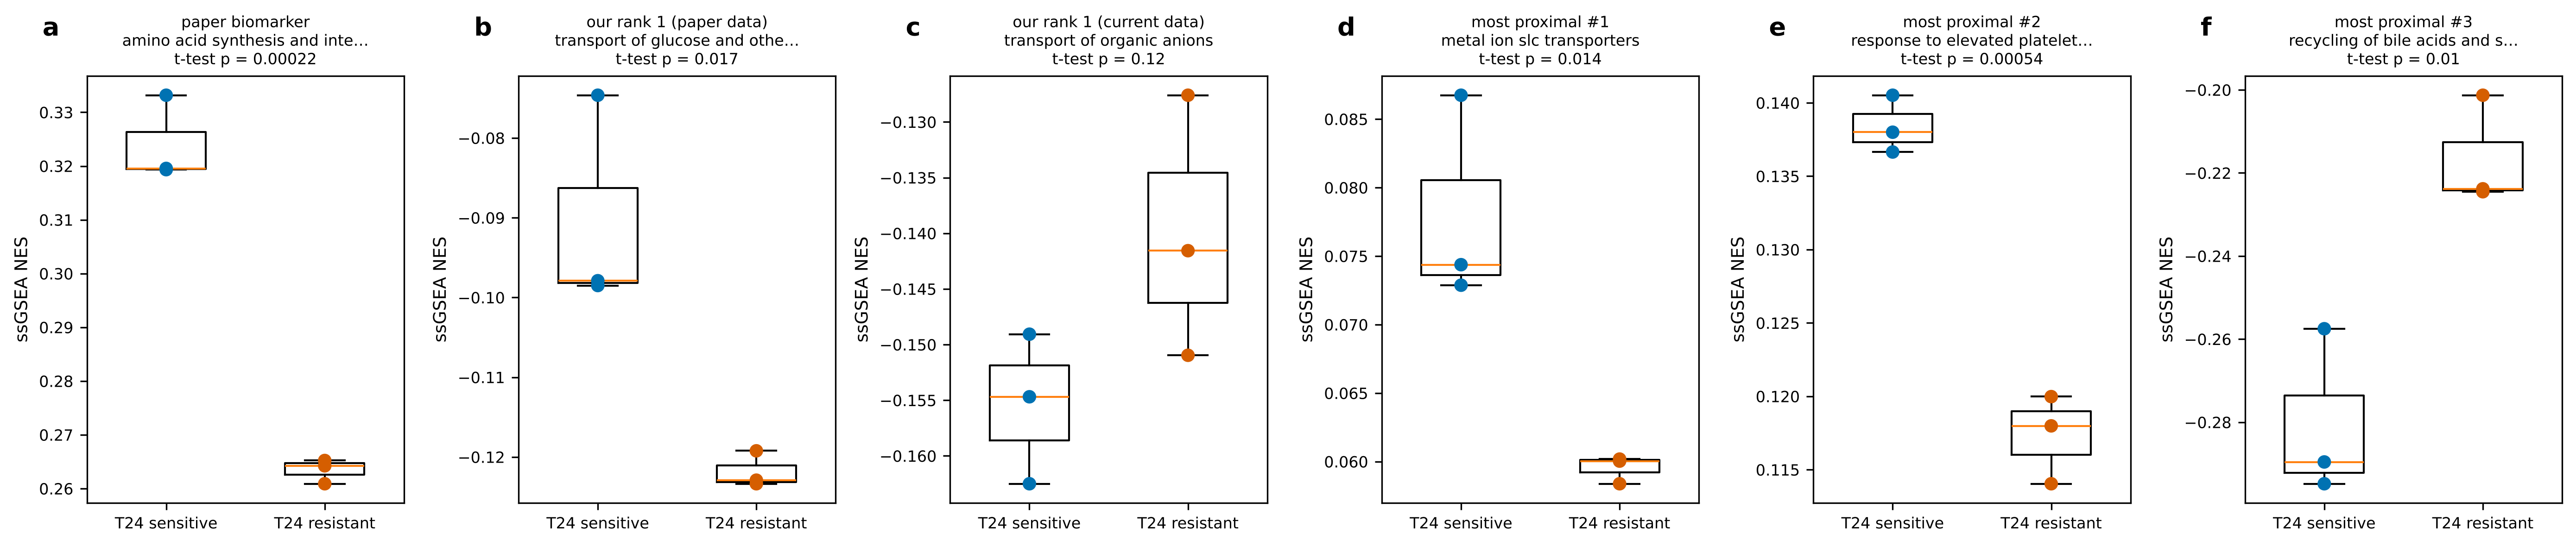 a
paper biomarker
amino acid synthesis and inte...
t-test p = 0.00022
ssGSEA NES
0.33
0.32
0.31
0.30
0.29
0.28
0.27
0.26
T24 sensitive
T24 resistant
b
our rank 1 (paper data)
transport of glucose and othe...
t-test p = 0.017
ssGSEA NES
−0.08
−0.09
−0.10
−0.11
−0.12
T24 sensitive
T24 resistant
c
our rank 1 (current data)
transport of organic anions
t-test p = 0.12
ssGSEA NES
−0.130
−0.135
−0.140
−0.145
−0.150
−0.155
−0.160
T24 sensitive
T24 resistant
d
most proximal #1
metal ion slc transporters
t-test p = 0.014
ssGSEA NES
0.085
0.080
0.075
0.070
0.065
0.060
T24 sensitive
T24 resistant
e
most proximal #2
response to elevated platelet...
t-test p = 0.00054
ssGSEA NES
0.140
0.135
0.130
0.125
0.120
0.115
T24 sensitive
T24 resistant
f
most proximal #3
recycling of bile acids and s...
t-test p = 0.01
ssGSEA NES
−0.20
−0.22
−0.24
−0.26
−0.28
T24 sensitive
T24 resistant